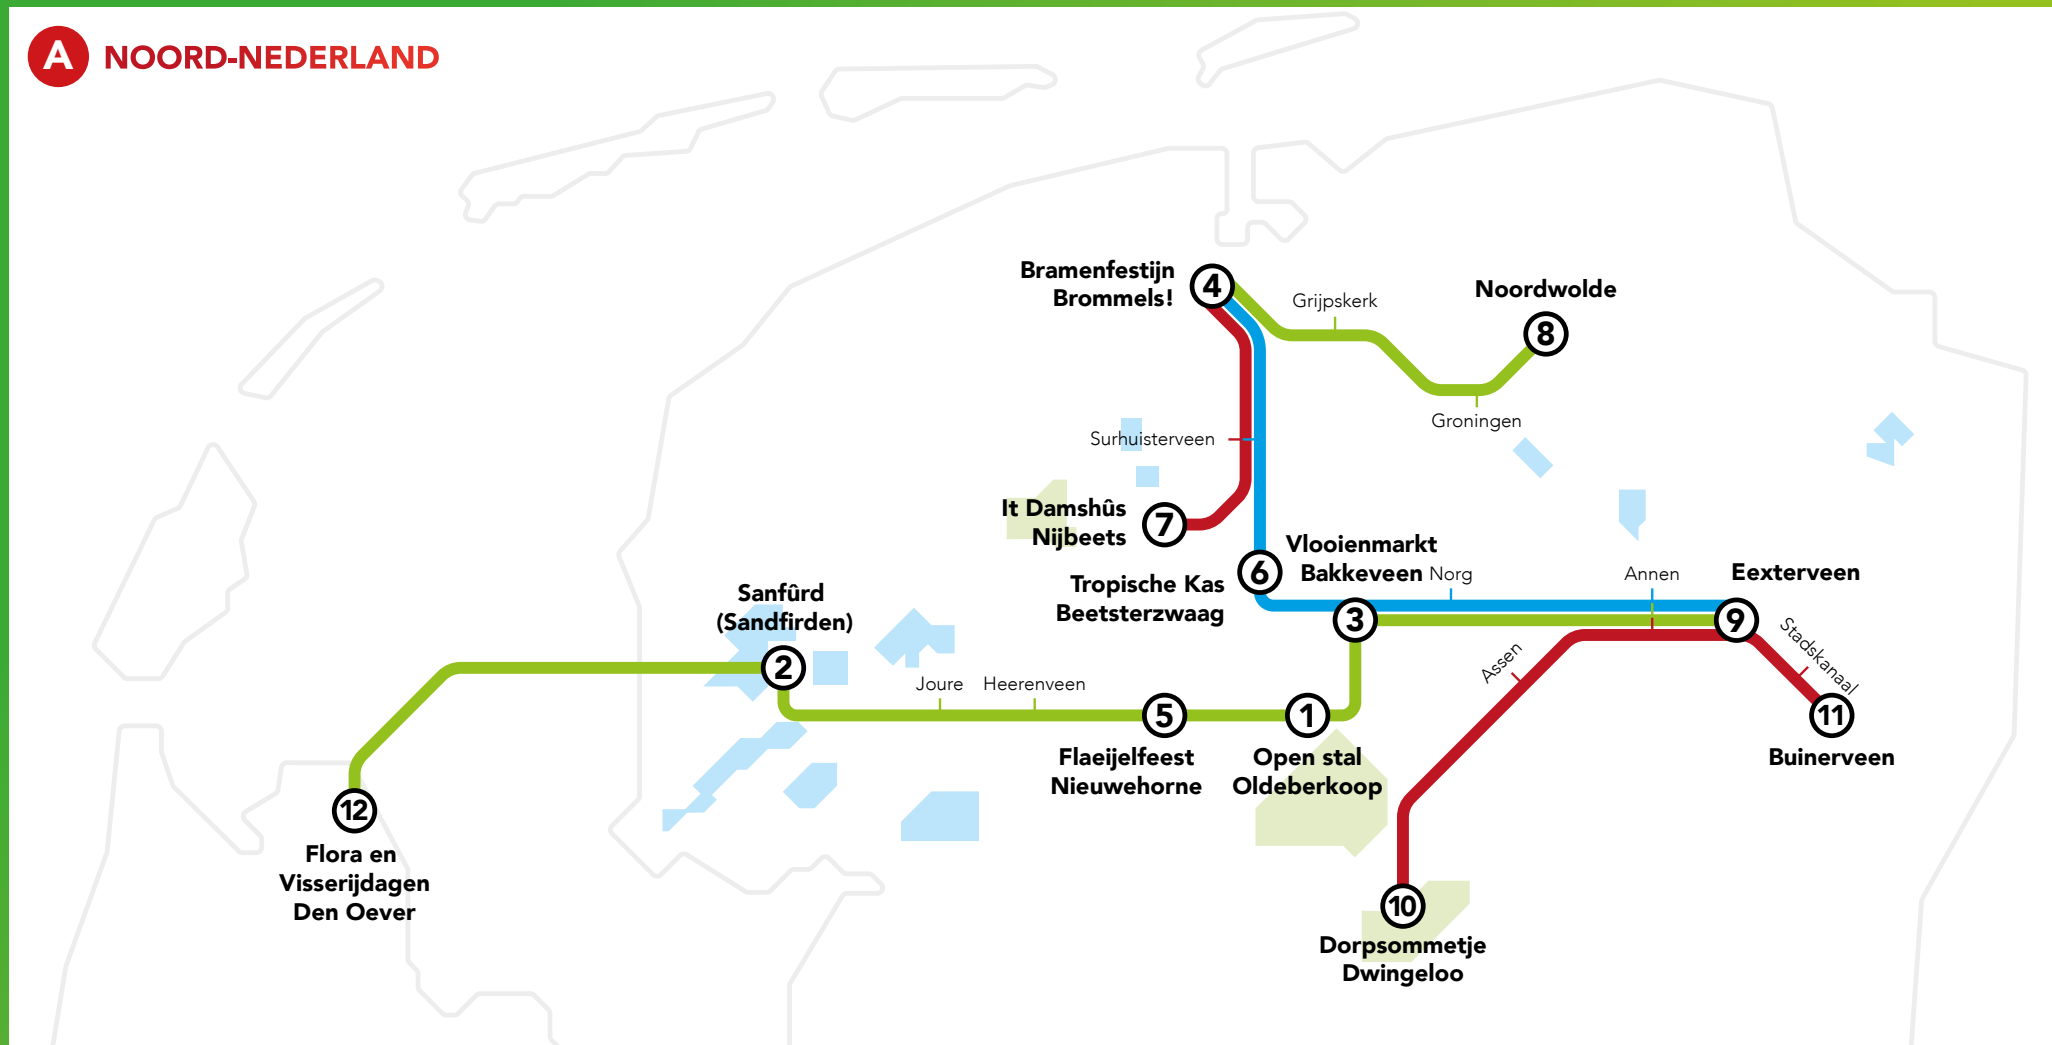 A NOORD-NEDERLAND
Bramenfestijn
Brommels!
4
Grijpskerk
Noordwolde
8
Groningen
Surhuisterveen
It Damshûs
Nijbeets
7
Vlooienmarkt
Bakkeveen
Norg
Annen
Eexterveen
6
Tropische Kas
Beetsterzwaag
3
9
Sanfûrd
(Sandfirden)
2
Joure
Heerenveen
Assen
Stadskanaal
5
1
11
Flaeijelfeest
Nieuwehorne
Open stal
Oldeberkoop
Buinerveen
12
Flora en
Visserijdagen
Den Oever
10
Dorpsommetje
Dwingeloo